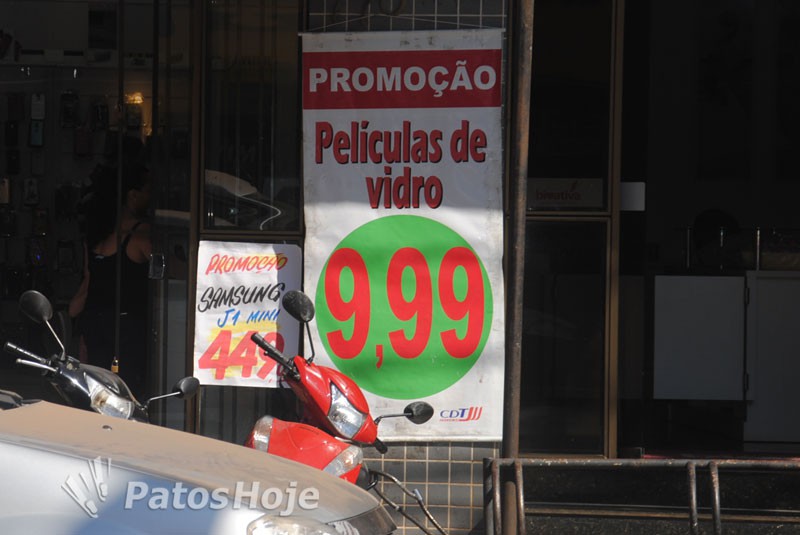 PROMOÇÃO
Películas de
vidro
9,99
CDT
PROMOÇÃO
SAMSUNG
J1 MINI
449
PatosHoje